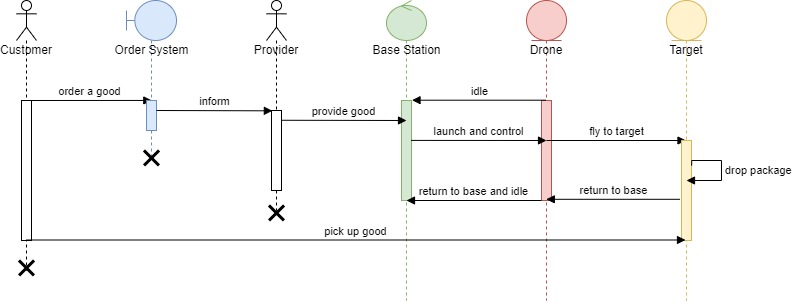 Customer
Order System
Provider
Base Station
Drone
Target
order a good
idle
inform
provide good
launch and control
fly to target
drop package
return to base and idle
return to base
pick up good